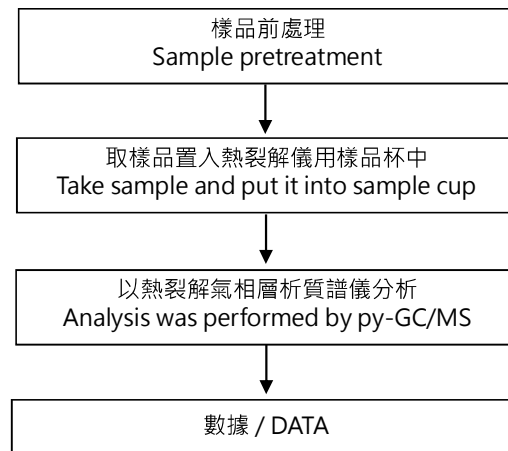 樣品前處理
Sample pretreatment
取樣品置入熱裂解儀用樣品杯中
Take sample and put it into sample cup
以熱裂解氣相層析質譜儀分析
Analysis was performed by py-GC/MS
數據 / DATA